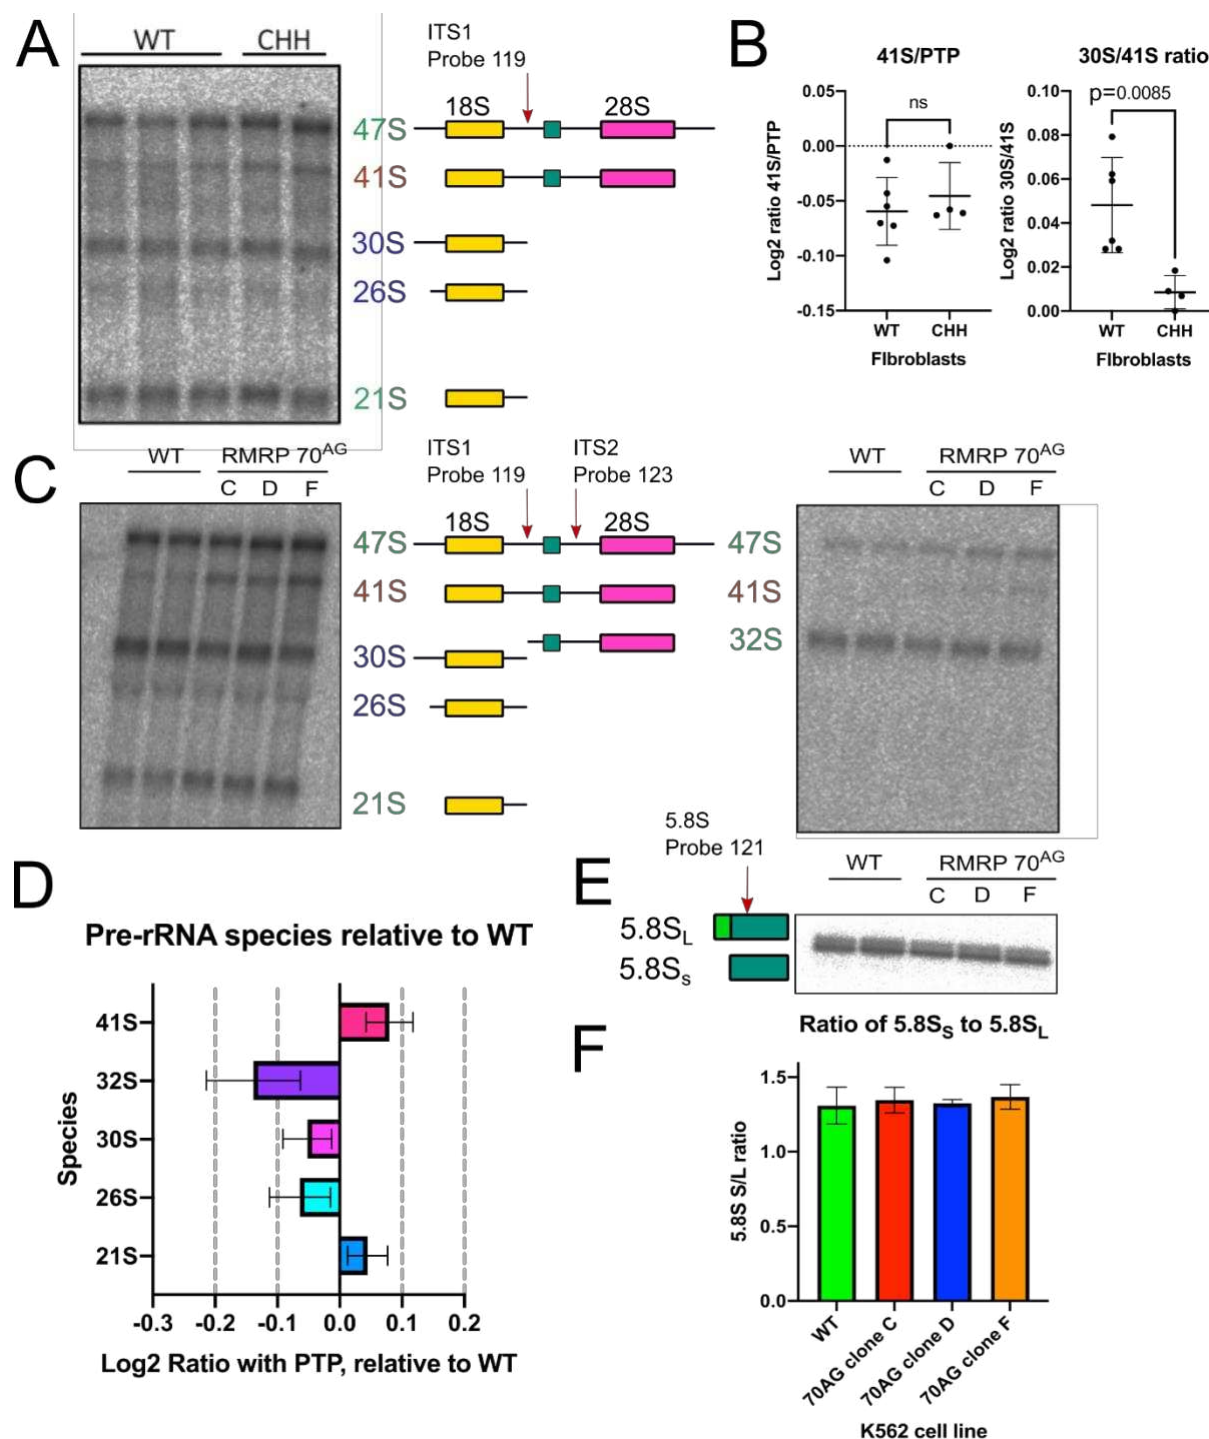 A
WT
CHH
ITS1
Probe 119
18S
28S
47S
41S
30S
26S
21S
B
41S/PTP
Log2 ratio 41S/PTP
0.05
0.00
-0.05
-0.10
-0.15
ns
WT
CHH
FIbroblasts
30S/41S ratio
Log2 ratio 30S/41S
0.10
0.08
0.06
0.04
0.02
0.00
p=0.0085
WT
CHH
FIbroblasts
C
WT
RMRP 70AG
C D F
ITS1
Probe 119
ITS2
Probe 123
18S
28S
47S
41S
30S
26S
21S
47S
41S
32S
WT
RMRP 70AG
C D F
D
Pre-rRNA species relative to WT
Species
41S
32S
30S
26S
21S
-0.3 -0.2 -0.1 0.0 0.1 0.2
Log2 Ratio with PTP, relative to WT
E
5.8S
Probe 121
5.8SL
5.8Ss
WT
RMRP 70AG
C D F
F
Ratio of 5.8SS to 5.8SL
5.8S S/L ratio
1.5
1.0
0.5
0.0
WT
70AG clone C
70AG clone D
70AG clone F
K562 cell line